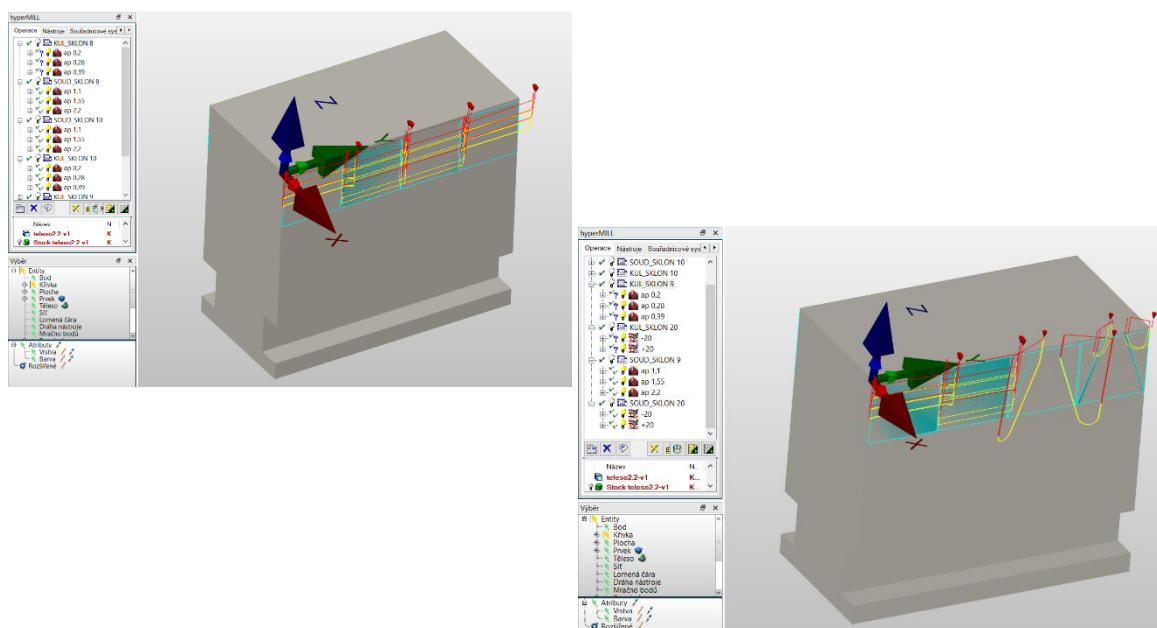 hyperMILL
Operace Nástroje Souřadnicové sys
KUL_SKLON 8
ap 0,2
ap 0,28
ap 0,39
SOUD_SKLON 8
ap 1,1
ap 1,55
ap 2,2
SOUD_SKLON 10
ap 1,1
ap 1,55
ap 2,2
KUL_SKLON 10
ap 0,2
ap 0,28
ap 0,39
KUL_SKLON 9
Název N
teleso2.2-v1 K...
Stock teleso2.2-v1 K...
Výběr
Entity
Bod
Křivka
Plocha
Prvek
Těleso
Síť
Lomená čára
Dráha nástroje
Mračno bodů
Atributy
Vrstva
Barva
Rozšířené
Z
Y
X
hyperMILL
Operace Nástroje Souřadnicové sys
SOUD_SKLON 10
KUL_SKLON 10
KUL_SKLON 9
ap 0,2
ap 0,28
ap 0,39
KUL_SKLON 20
-20
+20
SOUD_SKLON 9
ap 1,1
ap 1,55
ap 2,2
SOUD_SKLON 20
-20
+20
Název N...
teleso2.2-v1 K...
Stock teleso2.2-v1 K...
Výběr
Entity
Bod
Křivka
Plocha
Prvek
Těleso
Síť
Lomená čára
Dráha nástroje
Mračno bodů
Atributy
Vrstva
Barva
Rozšířené
Z
Y
X